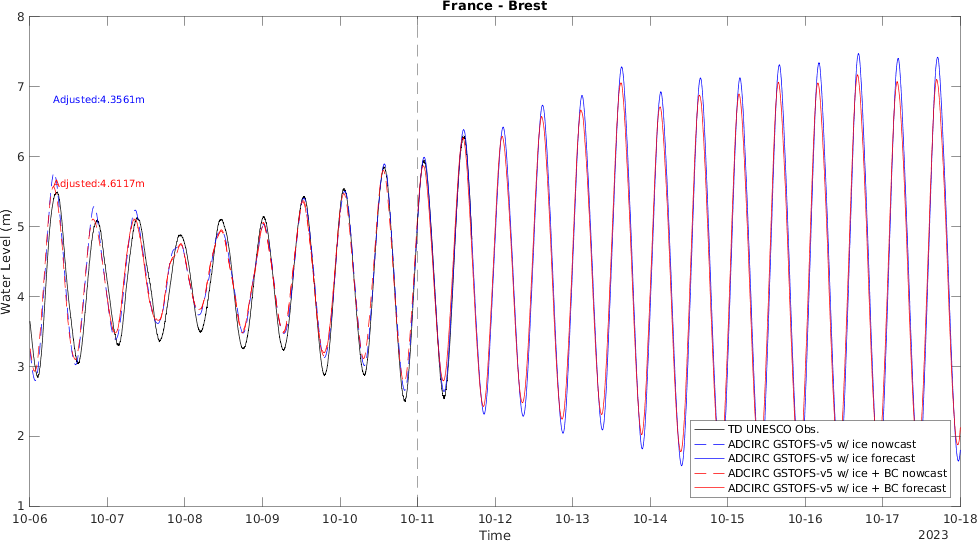 France - Brest
8
7
6
5
4
3
2
1
Water Level (m)
Adjusted:4.3561m
Adjusted:4.6117m
TD UNESCO Obs.
ADCIRC GSTOFS-v5 w/ ice nowcast
ADCIRC GSTOFS-v5 w/ ice forecast
ADCIRC GSTOFS-v5 w/ ice + BC nowcast
ADCIRC GSTOFS-v5 w/ ice + BC forecast
10-06 10-07 10-08 10-09 10-10 10-11 10-12 10-13 10-14 10-15 10-16 10-17 10-18
Time
2023